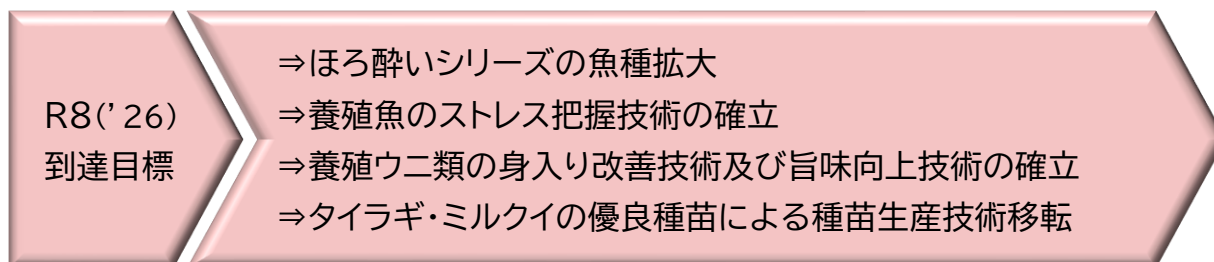 R8('26)
到達目標
⇒ほろ酔いシリーズの魚種拡大
⇒養殖魚のストレス把握技術の確立
⇒養殖ウニ類の身入り改善技術及び旨味向上技術の確立
⇒タイラギ・ミルクイの優良種苗による種苗生産技術移転